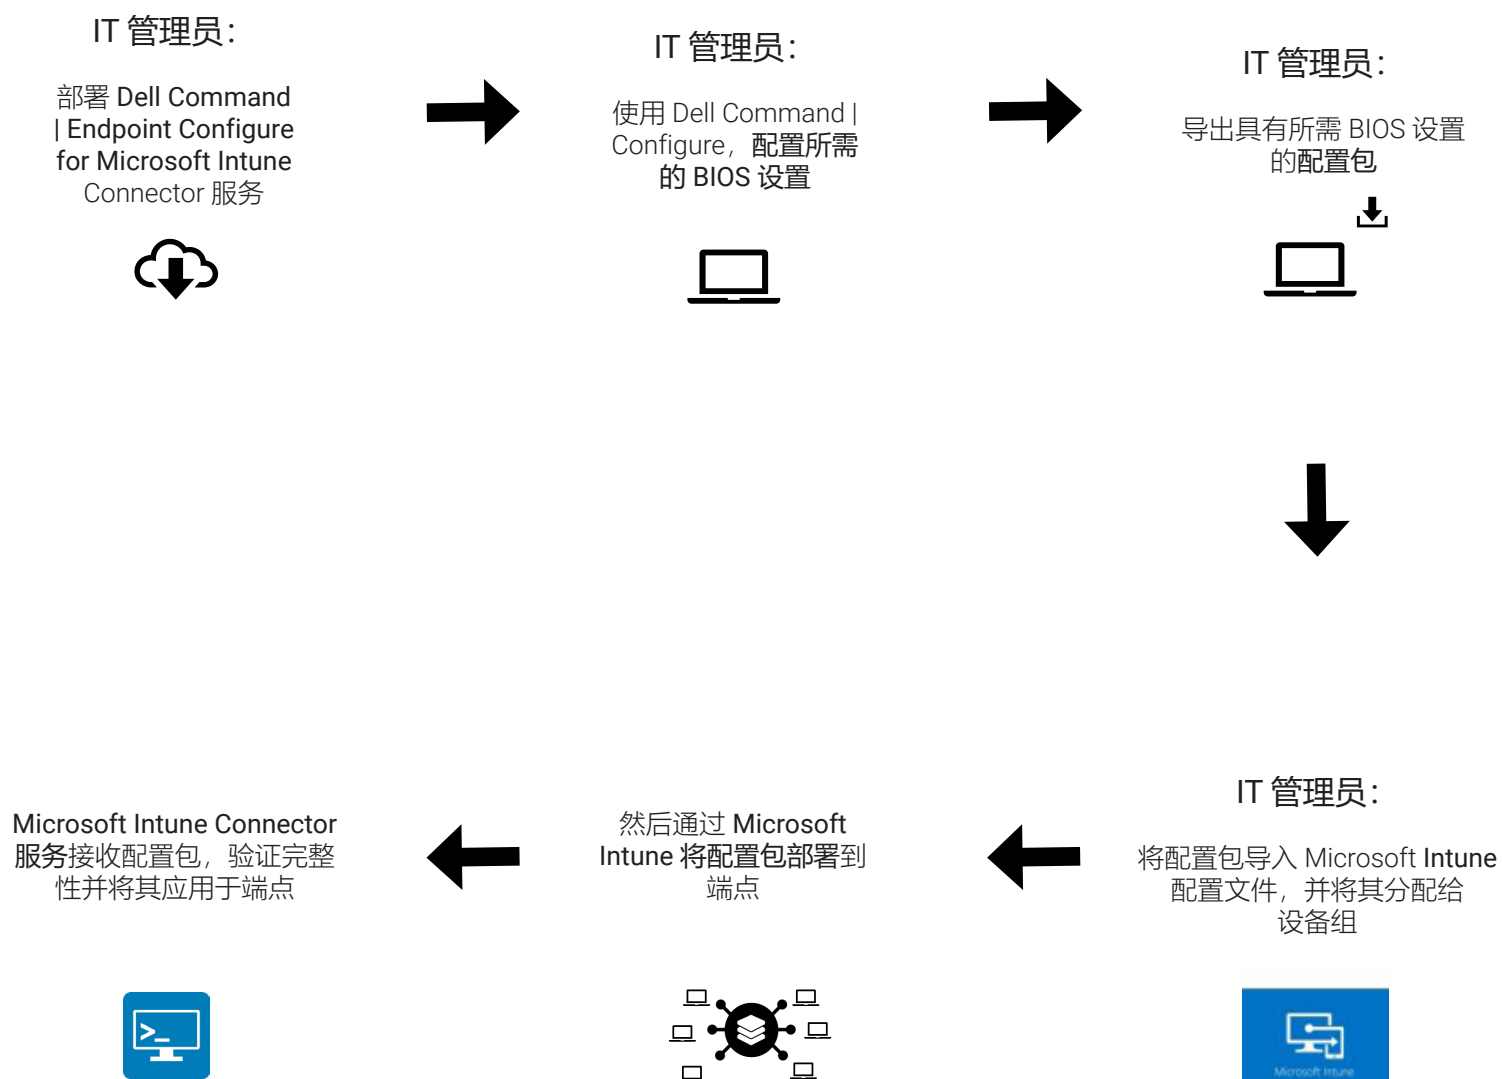 IT 管理员：
部署 Dell Command
| Endpoint Configure
for Microsoft Intune
Connector 服务
IT 管理员：
使用 Dell Command |
Configure，配置所需
的 BIOS 设置
IT 管理员：
导出具有所需 BIOS 设置
的配置包
IT 管理员：
将配置包导入 Microsoft Intune
配置文件，并将其分配给
设备组
Microsoft Intune
然后通过 Microsoft
Intune 将配置包部署到
端点
Microsoft Intune Connector
服务接收配置包，验证完整
性并将其应用于端点